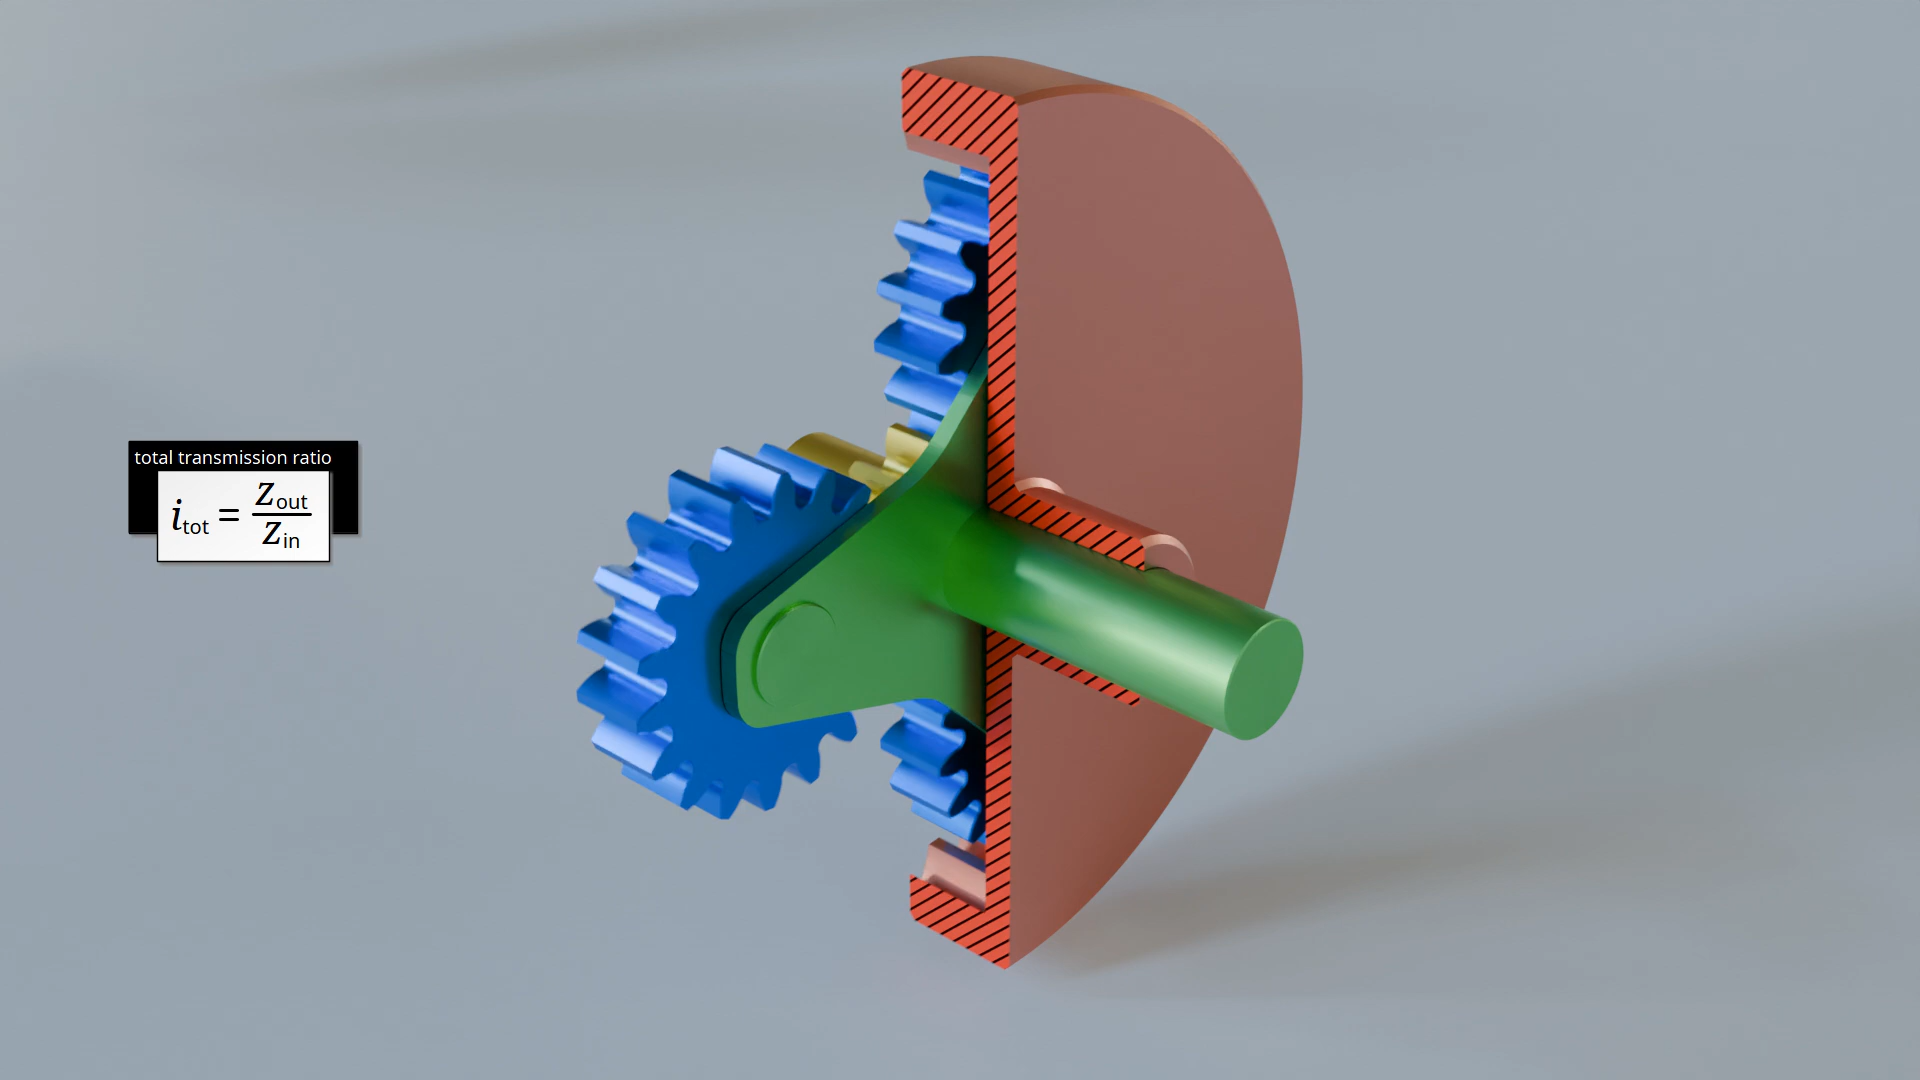 total transmission ratio
i_tot = z_out / z_in